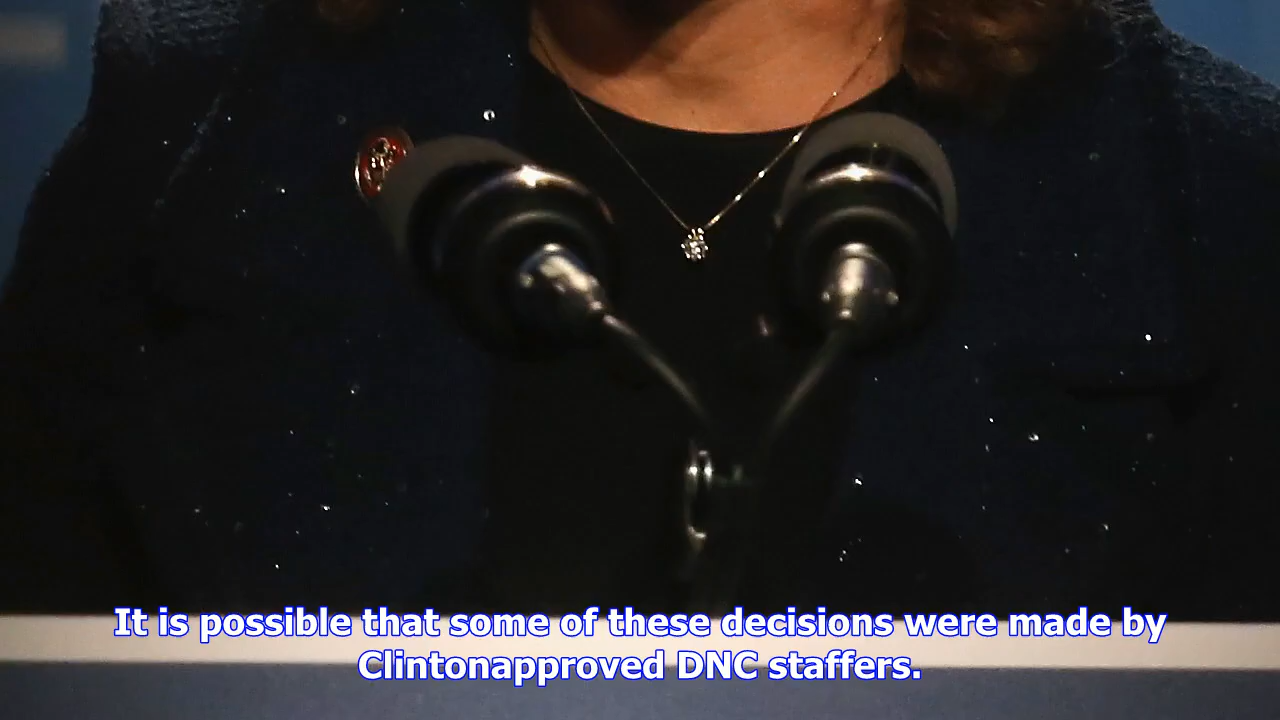 It is possible that some of these decisions were made by
Clintonapproved DNC staffers.